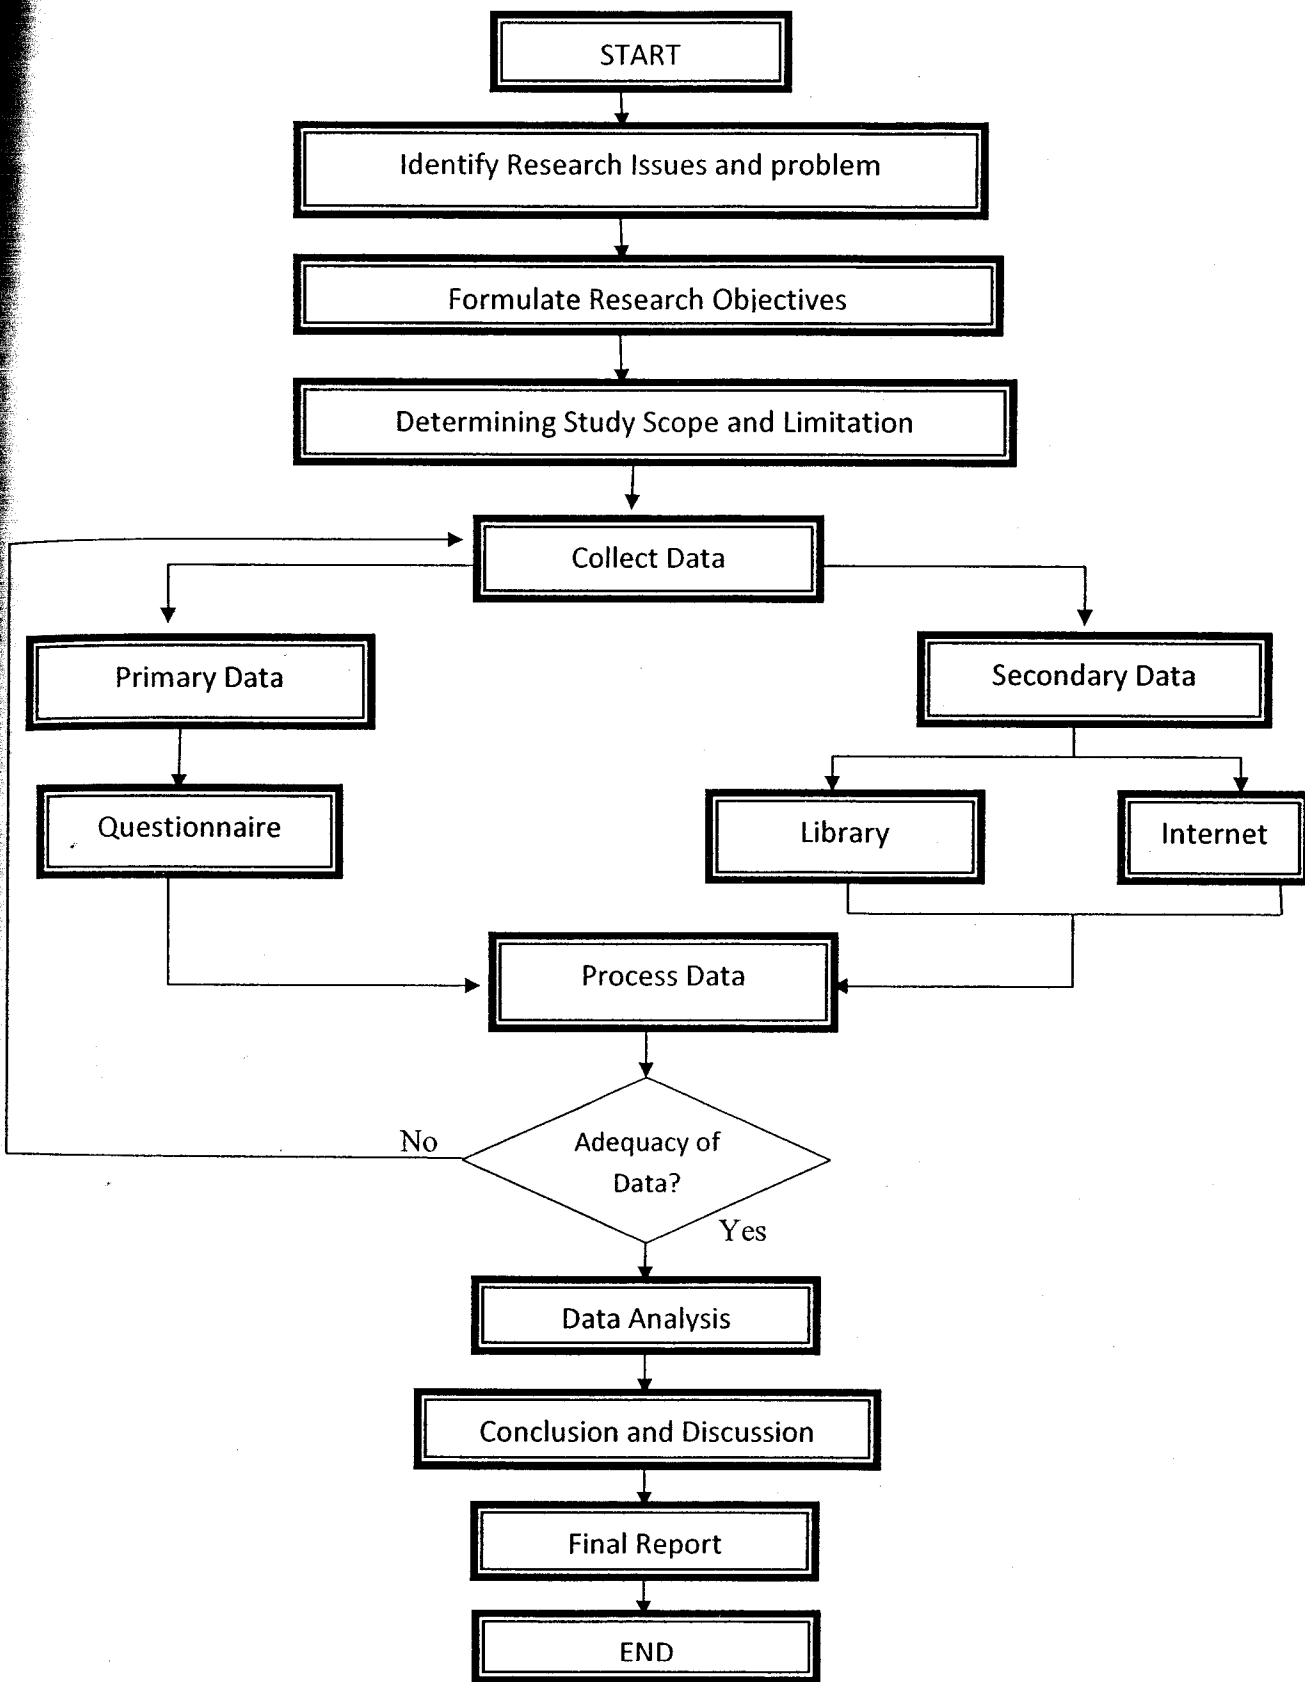 START
Identify Research Issues and problem
Formulate Research Objectives
Determining Study Scope and Limitation
Collect Data
Primary Data
Secondary Data
Questionnaire
Library
Internet
Process Data
No
Adequacy of
Data?
Yes
Data Analysis
Conclusion and Discussion
Final Report
END